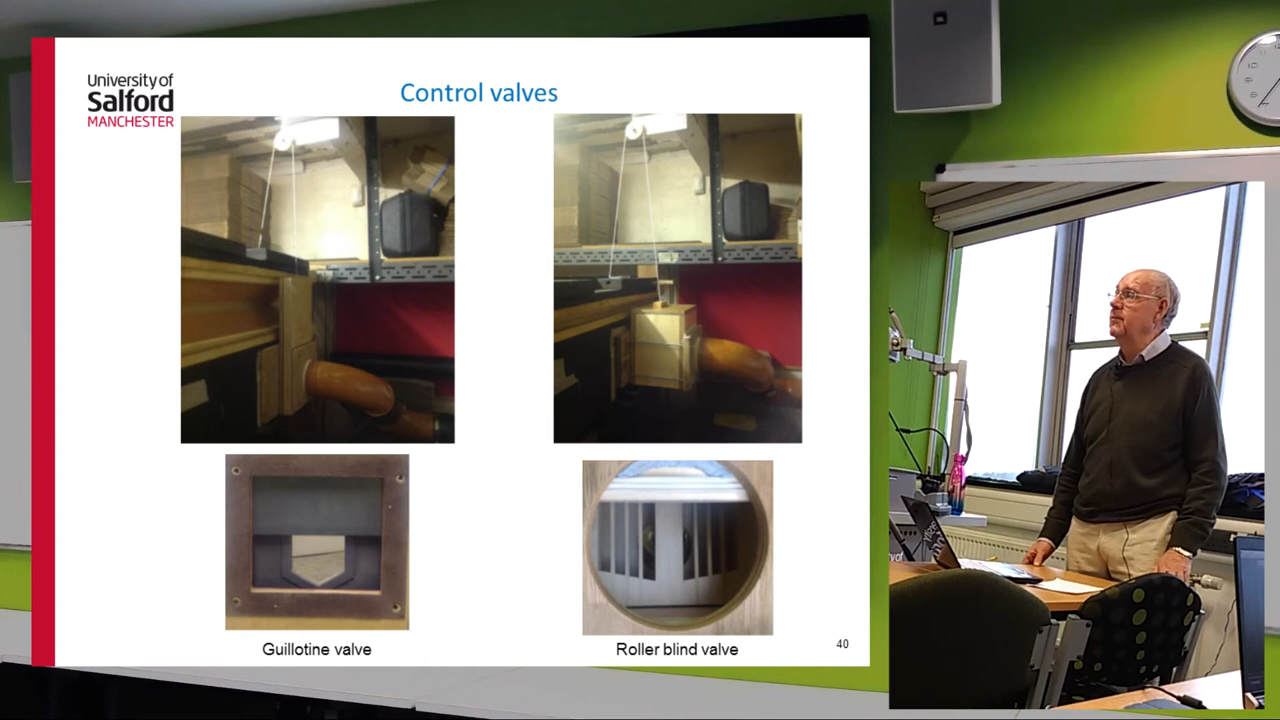 University of
Salford
MANCHESTER
Control valves
Guillotine valve
Roller blind valve
40